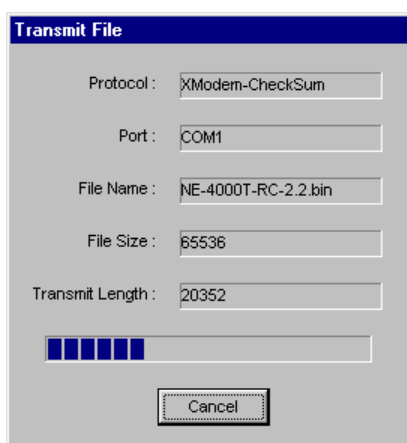 Transmit File
Protocol : XModem-CheckSum
Port : COM1
File Name : NE-4000T-RC-2.2.bin
File Size : 65536
Transmit Length : 20352
Cancel